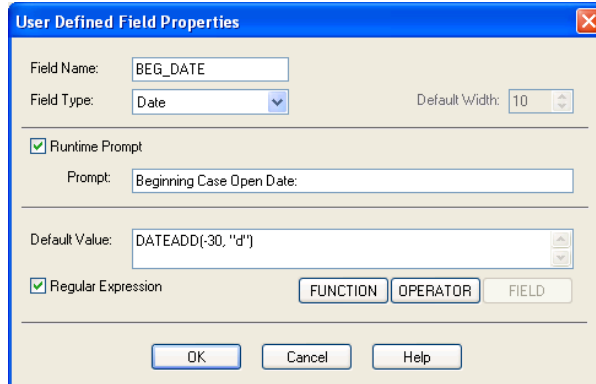 User Defined Field Properties
Field Name: BEG_DATE
Field Type: Date Default Width: 10
Runtime Prompt
Prompt: Beginning Case Open Date:
Default Value: DATEADD(-30, "d")
Regular Expression FUNCTION OPERATOR FIELD
OK Cancel Help